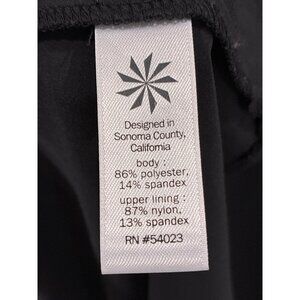 Designed in
Sonoma County,
California
body :
86% polyester,
14% spandex
upper lining :
87% nylon,
13% spandex
RN #54023